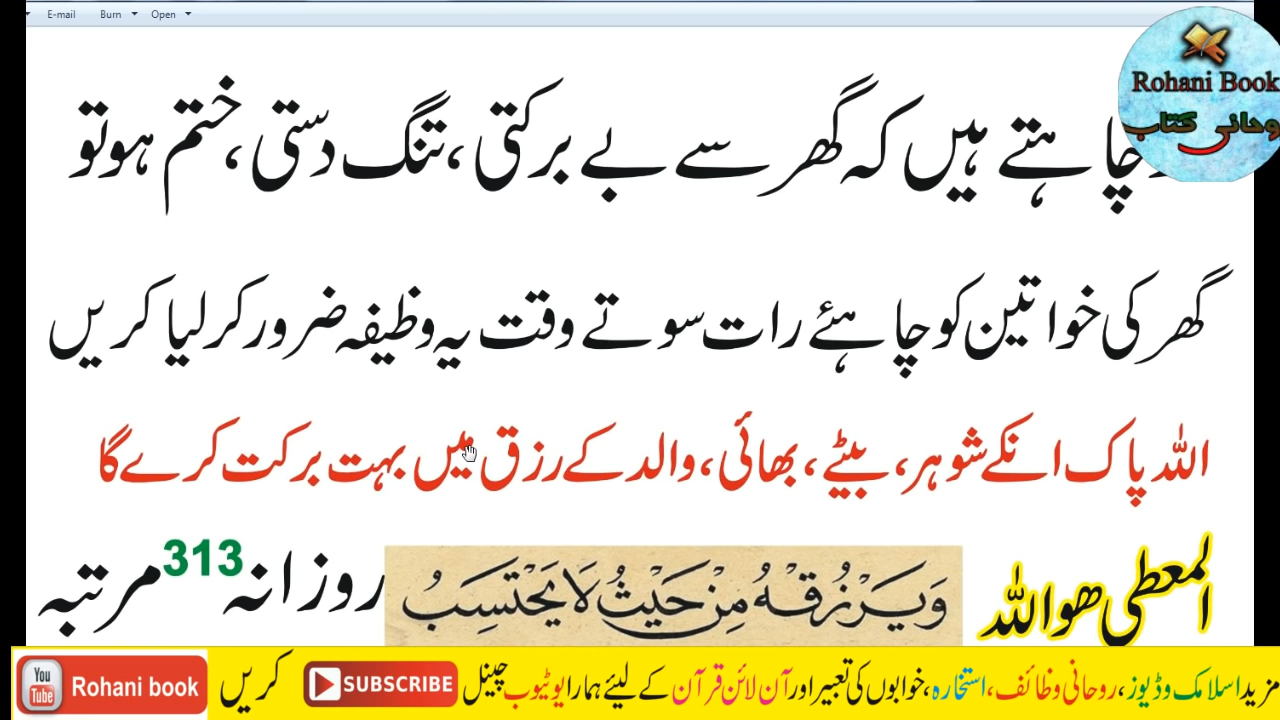 E-mail Burn Open
Rohani Book
چاہتے ہیں کہ گھر سے بے برکتی، تنگ دستی، ختم ہو تو
گھر کی خواتین کو چاہئے رات سوتے وقت یہ وظیفہ ضرور کر لیا کریں
اللہ پاک انکے شوہر، بیٹے، بھائی، والد کے رزق میں بہت برکت کرے گا
المعطی ھو اللہ وَيَرْزُقْهُ مِنْ حَيْثُ لَا يَحْتَسِبُ روزانہ 313 مرتبہ
مزید اسلامک وڈیوز، روحانی وظائف، استخارہ، خوابوں کی تعبیر اور آن لائن قرآن کے لیئے ہمارا یوٹیوب چینل SUBSCRIBE کریں Rohani book You Tube